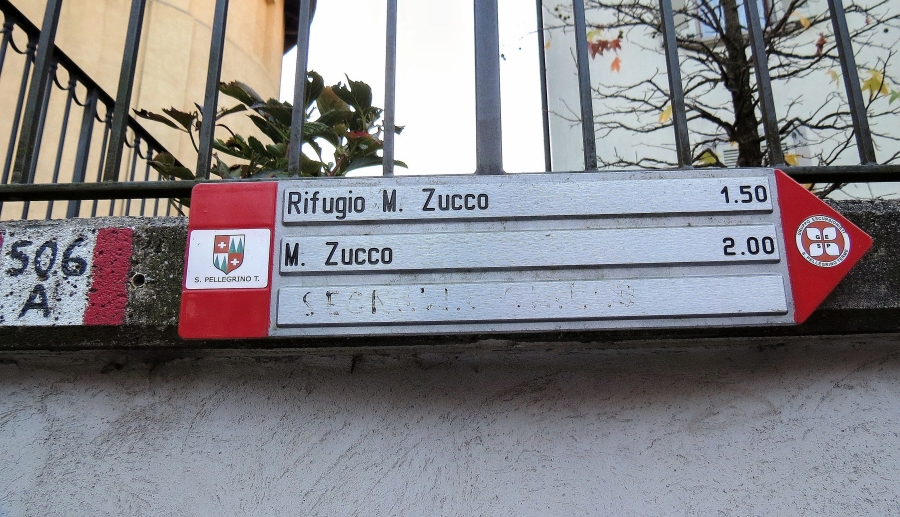 506
A
S. PELLEGRINO T.
Rifugio M. Zucco 1.50
M. Zucco 2.00